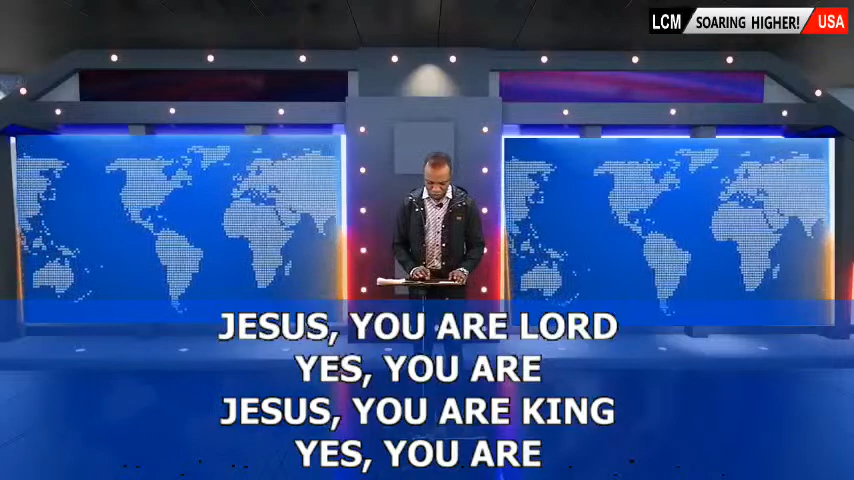 LCM SOARING HIGHER! USA
JESUS, YOU ARE LORD
YES, YOU ARE
JESUS, YOU ARE KING
YES, YOU ARE